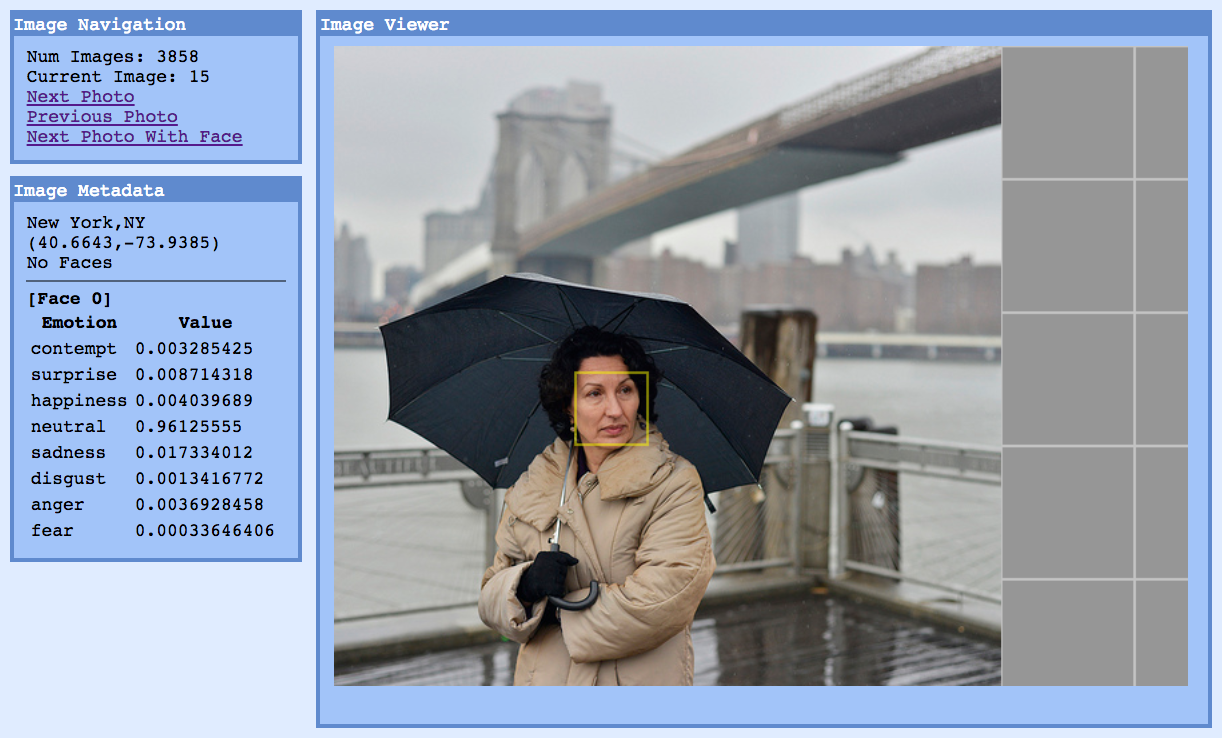 Image Navigation
Num Images: 3858
Current Image: 15
Next Photo
Previous Photo
Next Photo With Face
Image Metadata
New York,NY
(40.6643,-73.9385)
No Faces
[Face 0]
Emotion Value
contempt 0.003285425
surprise 0.008714318
happiness 0.004039689
neutral 0.96125555
sadness 0.017334012
disgust 0.0013416772
anger 0.0036928458
fear 0.00033646406
Image Viewer